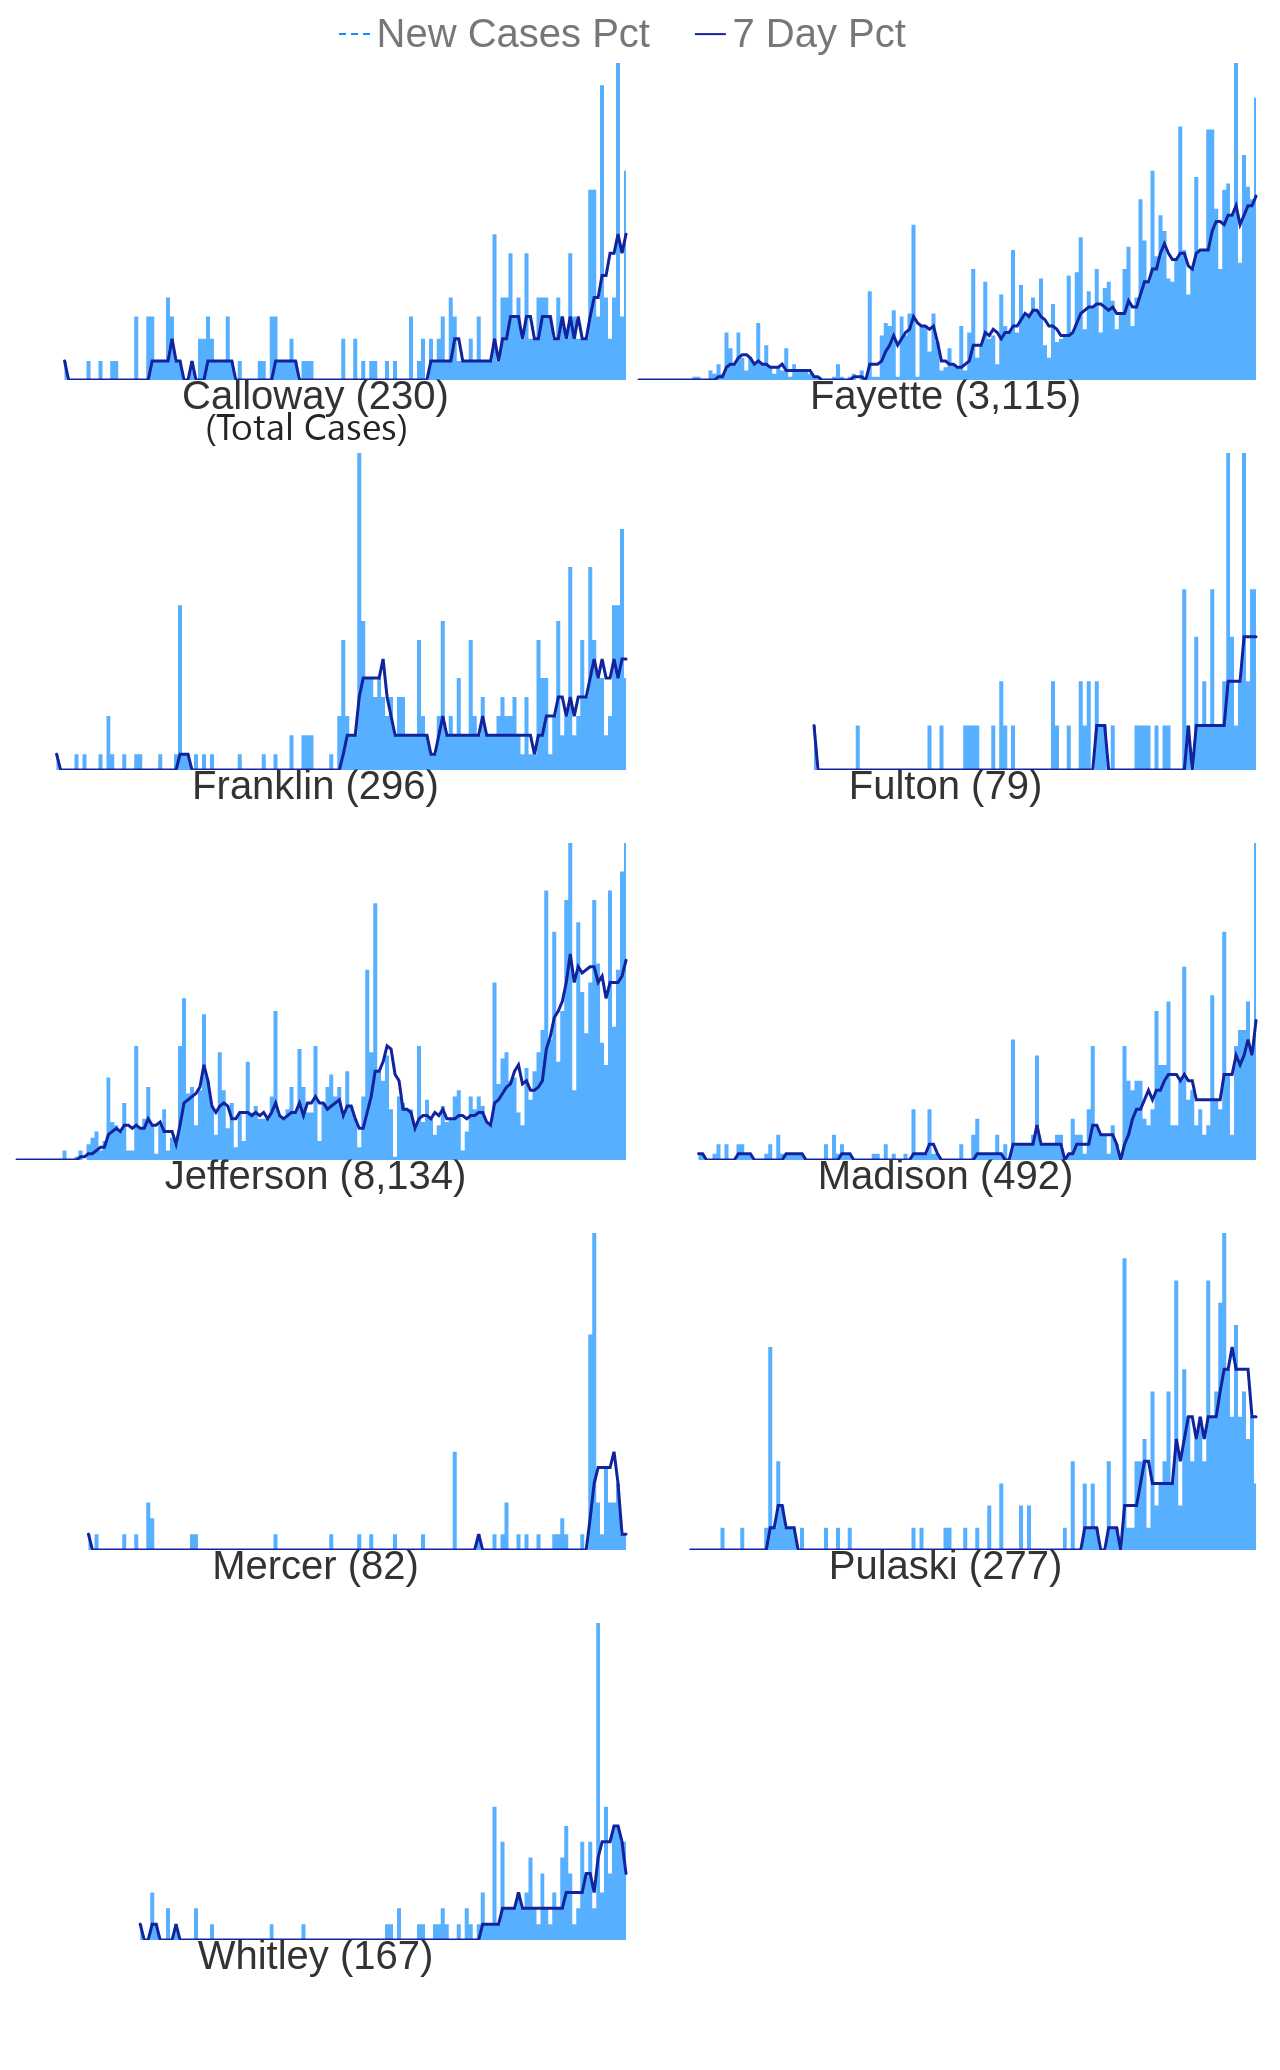 New Cases Pct 7 Day Pct
Calloway (230) Fayette (3,115)
(Total Cases)
Franklin (296) Fulton (79)
Jefferson (8,134) Madison (492)
Mercer (82) Pulaski (277)
Whitley (167)